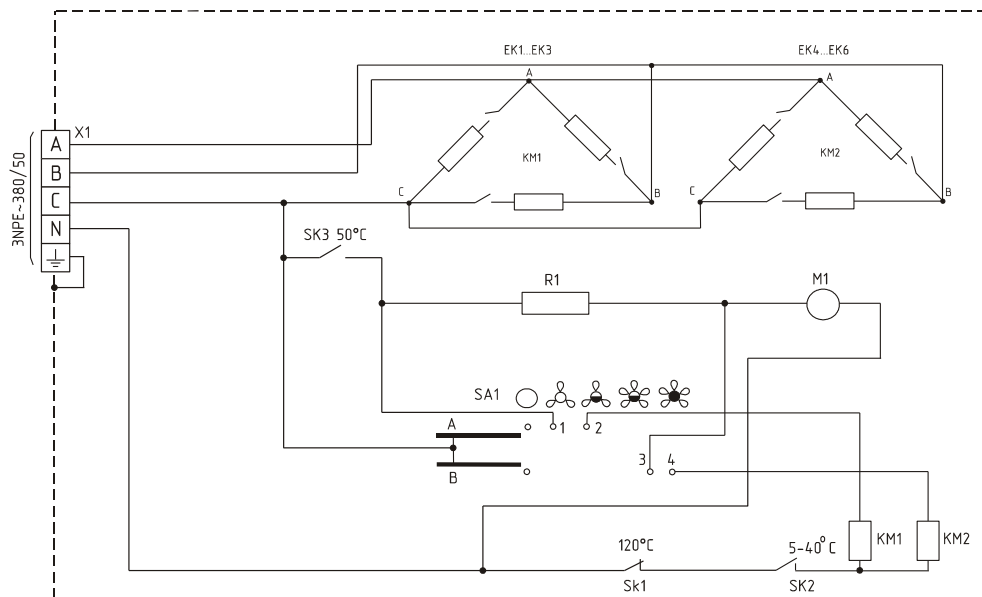 EK1...EK3
EK4...EK6
A
A
X1
A
B
C
N
3NPE~380/50
KM1
KM2
C
B
C
B
SK3 50°C
R1
M1
SA1
A
1
2
3
4
B
120°C
5-40°C
KM1
KM2
Sk1
SK2